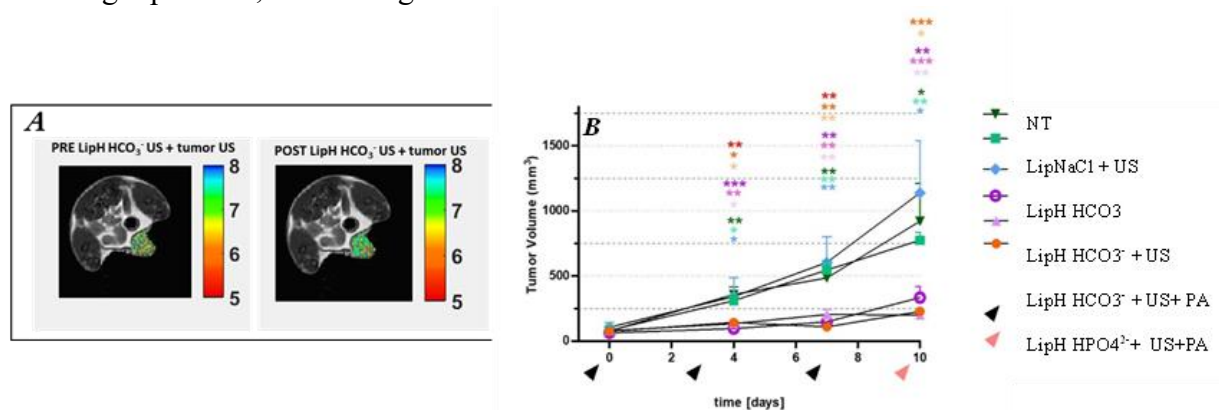 A
PRE LipH HCO₃⁻ US + tumor US
POST LipH HCO₃⁻ US + tumor US
8
7
6
5
8
7
6
5
B
Tumor Volume (mm³)
1500
1000
500
0
0 2 4 6 8 10
time [days]
***
*
**
***
**
*
**
*
**
**
**
**
**
**
**
**
**
**
*
*
***
**
*
**
*
*
NT
LipNaCl + US
LipH HCO3
LipH HCO3⁻ + US
LipH HCO3⁻ + US+ PA
LipH HPO4²⁻+ US+PA